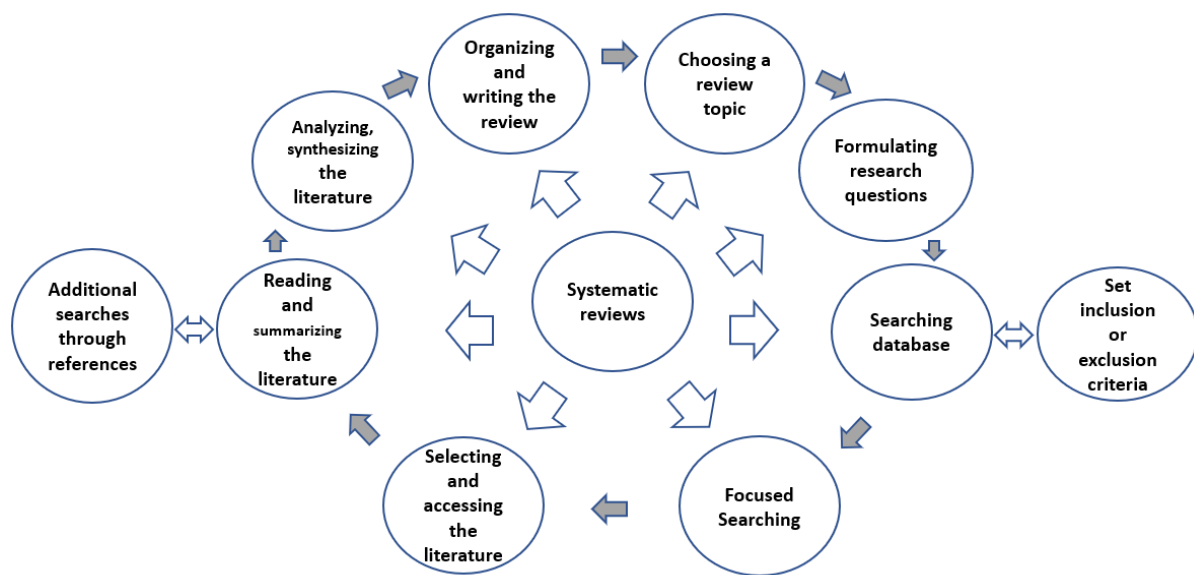 Organizing
and
writing the
review
Choosing a
review
topic
Formulating
research
questions
Searching
database
Set
inclusion
or
exclusion
criteria
Focused
Searching
Selecting
and
accessing
the
literature
Reading
and
summarizing
the
literature
Additional
searches
through
references
Analyzing,
synthesizing
the
literature
Systematic
reviews